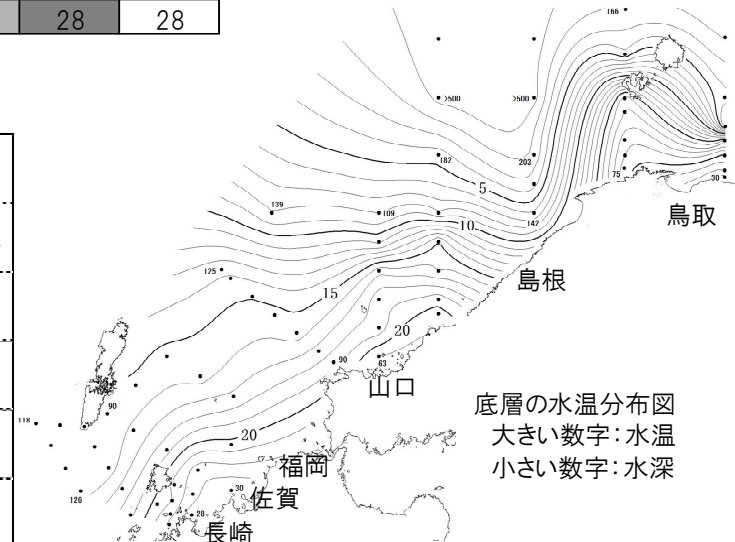 28 28
166
>500 >500
182
203
75
30
5
鳥取
139
109
142
10
125
島根
15
20
90
63
山口
90
底層の水温分布図
118
大きい数字：水温
20
小さい数字：水深
福岡
126
30
佐賀
28
長崎